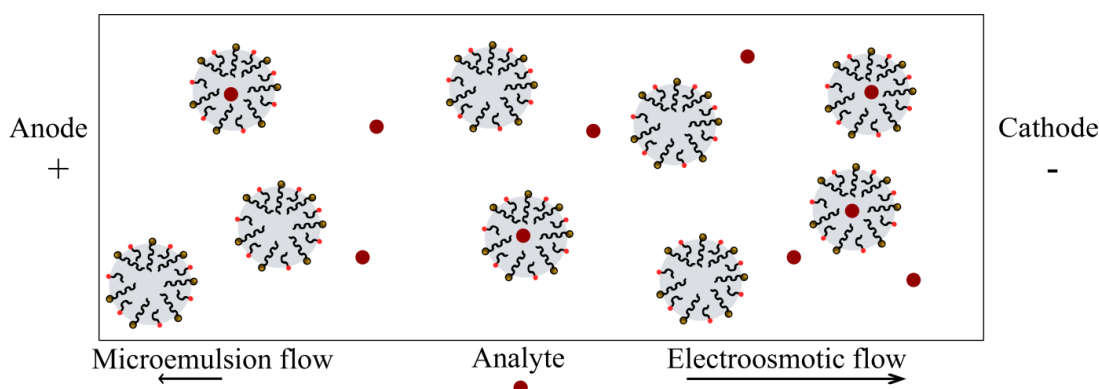 Anode
+
Cathode
-
Microemulsion flow
Analyte
Electroosmotic flow